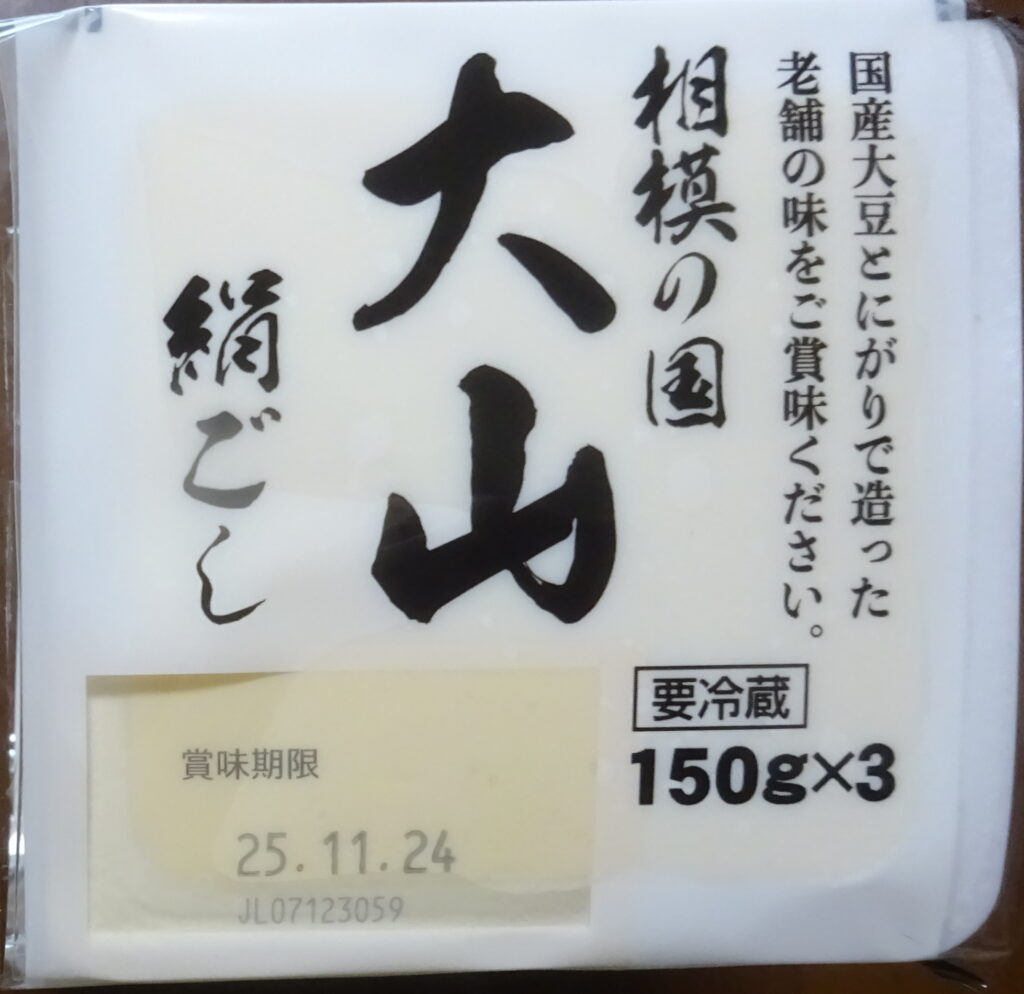 国産大豆とにがりで造った
老舗の味をご賞味ください。
相模の国
大山
絹ごし
要冷蔵
150g×3
賞味期限
25.11.24
JL07123059